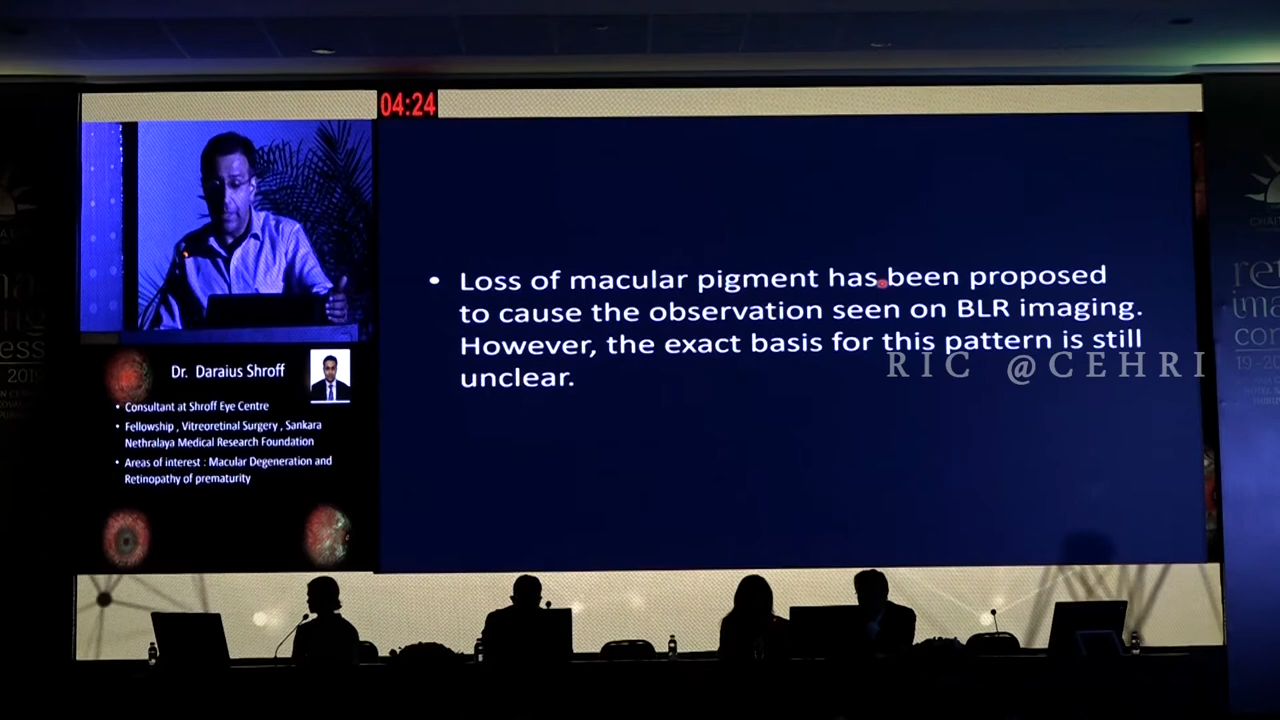 04:24
• Loss of macular pigment has been proposed
to cause the observation seen on BLR imaging.
However, the exact basis for this pattern is still
unclear.
RIC @CEHRI
Dr. Daraius Shroff
• Consultant at Shroff Eye Centre
• Fellowship , Vitreoretinal Surgery , Sankara
Nethralaya Medical Research Foundation
• Areas of interest : Macular Degeneration and
Retinopathy of prematurity